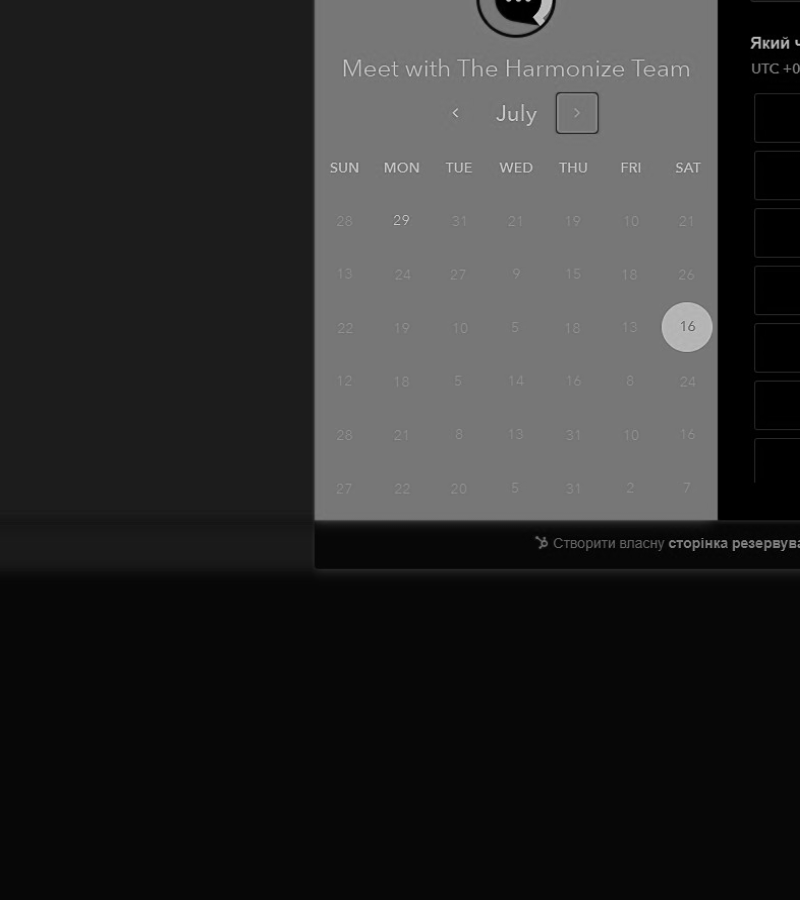 Meet with The Harmonize Team
July
SUN MON TUE WED THU FRI SAT
28 29 31 21 19 10 21
13 24 27 9 15 18 26
22 19 10 5 18 13 16
12 18 5 14 16 8 24
28 21 8 13 31 10 16
27 22 20 5 31 2 7
Який ч
UTC +0
Створити власну сторінка резервува